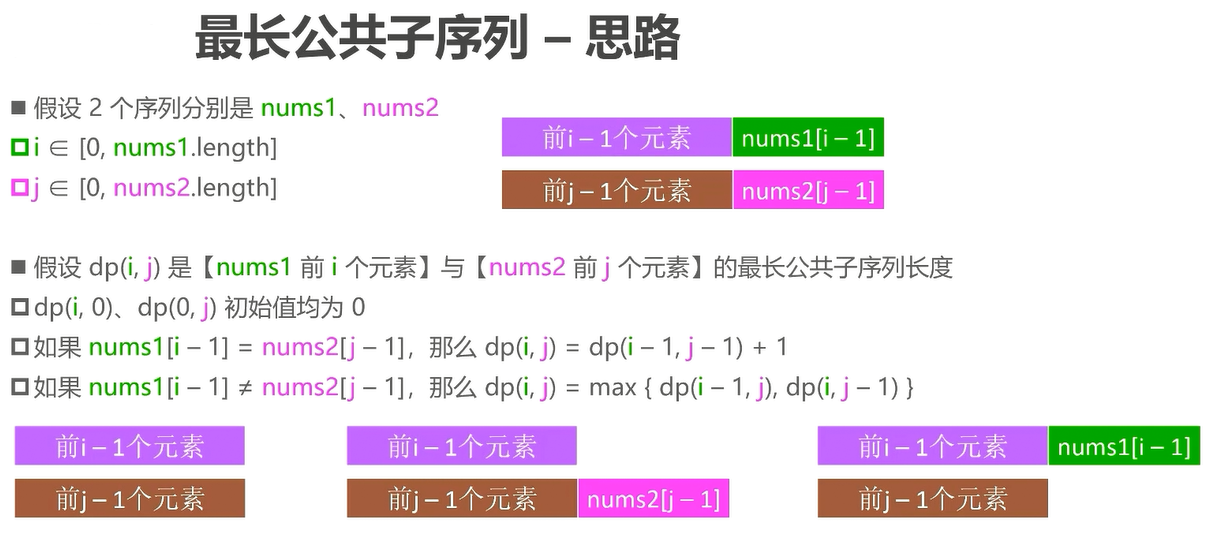 最长公共子序列 – 思路
■ 假设 2 个序列分别是 nums1、nums2
i ∈ [0, nums1.length]
j ∈ [0, nums2.length]
前i – 1个元素 nums1[i – 1]
前j – 1个元素 nums2[j – 1]
■ 假设 dp(i, j) 是【nums1 前 i 个元素】与【nums2 前 j 个元素】的最长公共子序列长度
dp(i, 0)、dp(0, j) 初始值均为 0
如果 nums1[i – 1] = nums2[j – 1]，那么 dp(i, j) = dp(i – 1, j – 1) + 1
如果 nums1[i – 1] ≠ nums2[j – 1]，那么 dp(i, j) = max { dp(i – 1, j), dp(i, j – 1) }
前i – 1个元素 前i – 1个元素 前i – 1个元素 nums1[i – 1]
前j – 1个元素 前j – 1个元素 nums2[j – 1] 前j – 1个元素